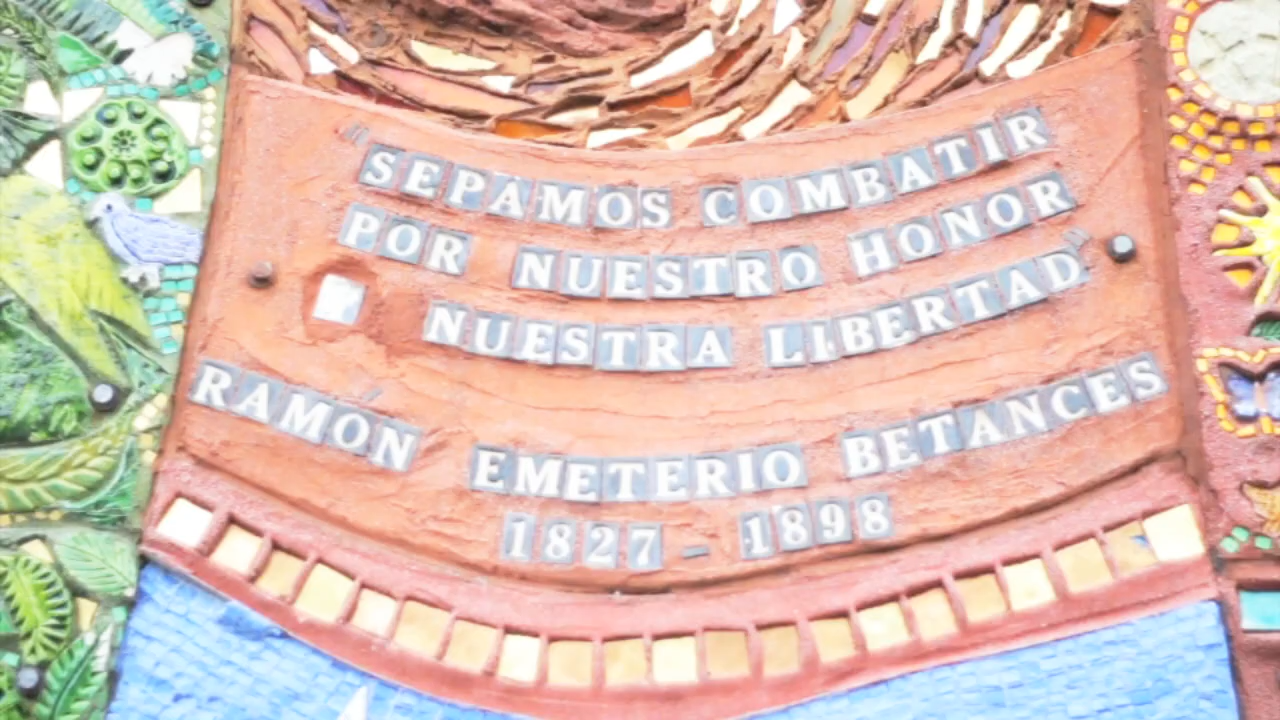 "SEPAMOS COMBATIR
POR NUESTRO HONOR
NUESTRA LIBERTAD"
RAMON EMETERIO BETANCES
1827 - 1898